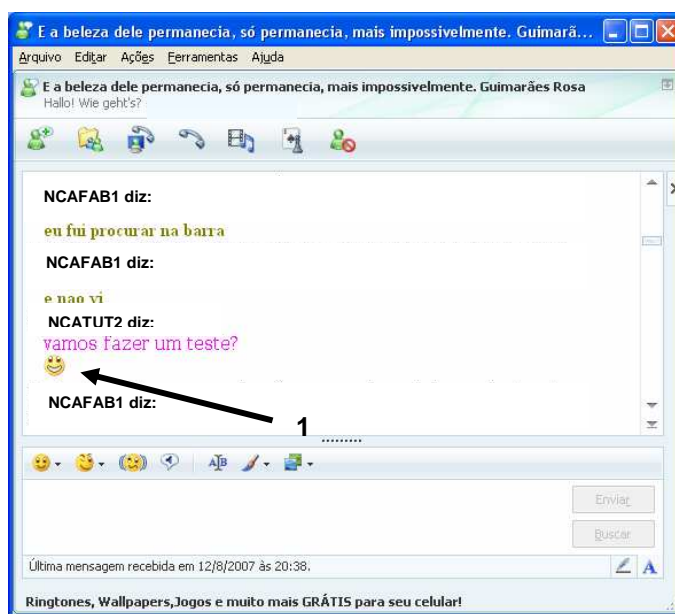 E a beleza dele permanecia, só permanecia, mais impossivelmente. Guimarã...
Arquivo Editar Ações Ferramentas Ajuda
E a beleza dele permanecia, só permanecia, mais impossivelmente. Guimarães Rosa
Hallo! Wie geht's?
NCAFAB1 diz:
eu fui procurar na barra
NCAFAB1 diz:
e nao vi
NCATUT2 diz:
vamos fazer um teste?
NCAFAB1 diz:
1
Enviar
Buscar
Última mensagem recebida em 12/8/2007 às 20:38.
Ringtones, Wallpapers,Jogos e muito mais GRÁTIS para seu celular!